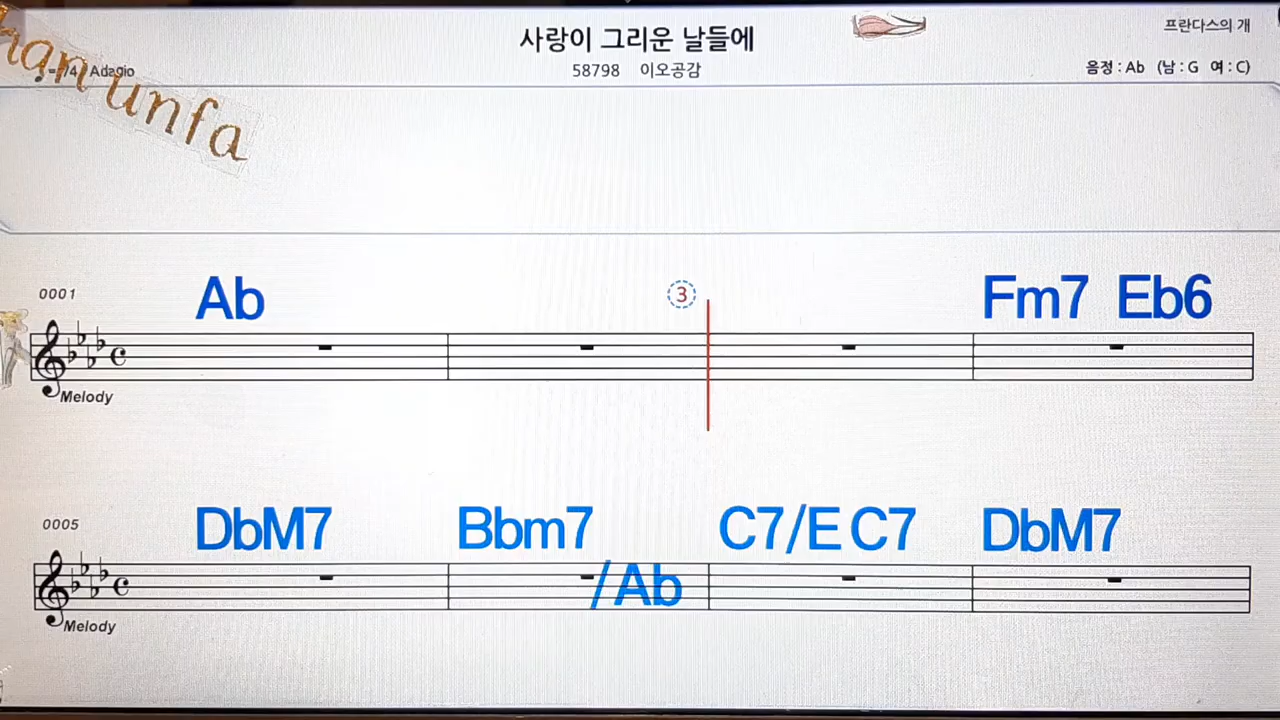 사랑이 그리운 날들에
프란다스의 개
58798 이오공감
음정 : Ab (남 : G 여 : C)
Adagio
unfa
0001
Ab
3
Fm7 Eb6
Melody
0005
DbM7 Bbm7 C7/E C7 DbM7
/Ab
Melody